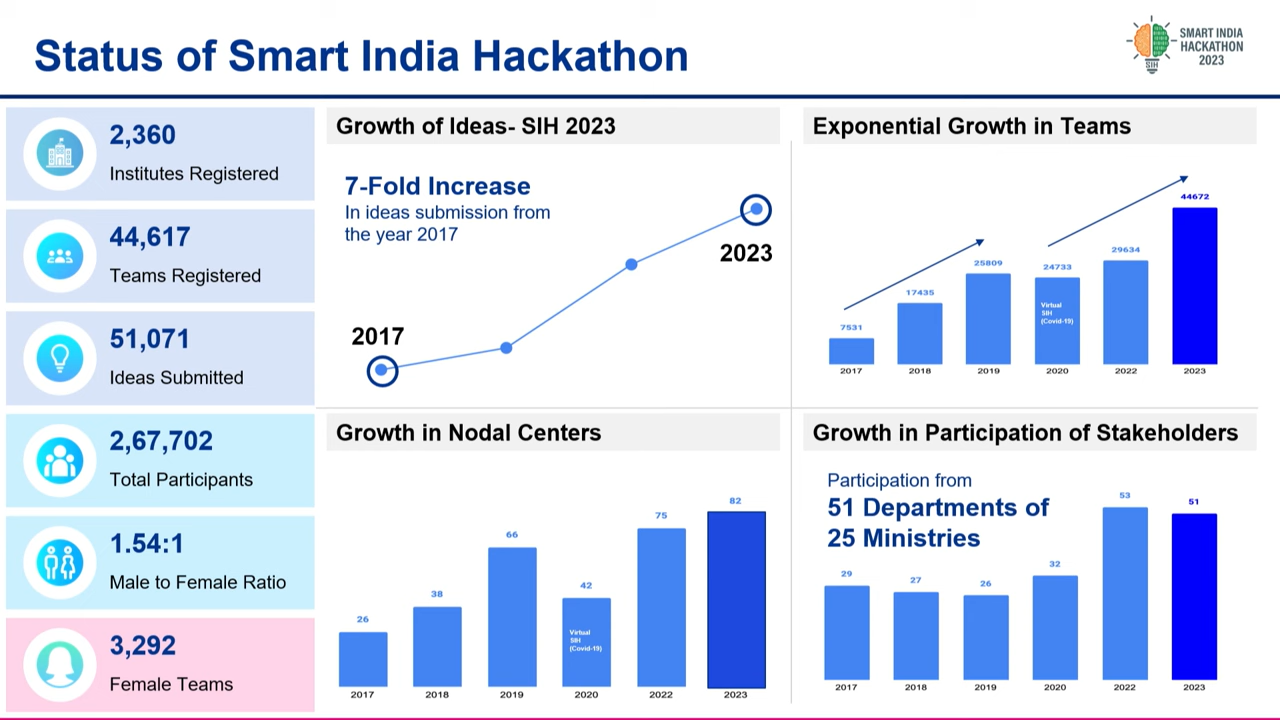 Status of Smart India Hackathon
SMART INDIA
HACKATHON
2023
SIH
2,360
Institutes Registered
44,617
Teams Registered
51,071
Ideas Submitted
2,67,702
Total Participants
1.54:1
Male to Female Ratio
3,292
Female Teams
Growth of Ideas- SIH 2023
7-Fold Increase
In ideas submission from
the year 2017
2017
2023
Exponential Growth in Teams
7531
17435
25809
24733
29634
44672
Virtual
SIH
(Covid-19)
2017
2018
2019
2020
2022
2023
Growth in Nodal Centers
26
38
66
42
75
82
Virtual
SIH
(Covid-19)
2017
2018
2019
2020
2022
2023
Growth in Participation of Stakeholders
Participation from
51 Departments of
25 Ministries
29
27
26
32
53
51
2017
2018
2019
2020
2022
2023